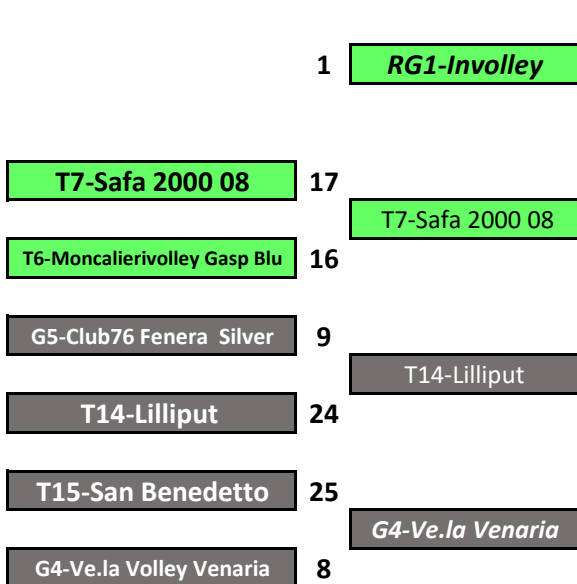 1 RG1-Involley
T7-Safa 2000 08 17
T7-Safa 2000 08
T6-Moncalierivolley Gasp Blu 16
G5-Club76 Fenera  Silver 9
T14-Lilliput
T14-Lilliput 24
T15-San Benedetto 25
G4-Ve.la Venaria
G4-Ve.la Volley Venaria 8